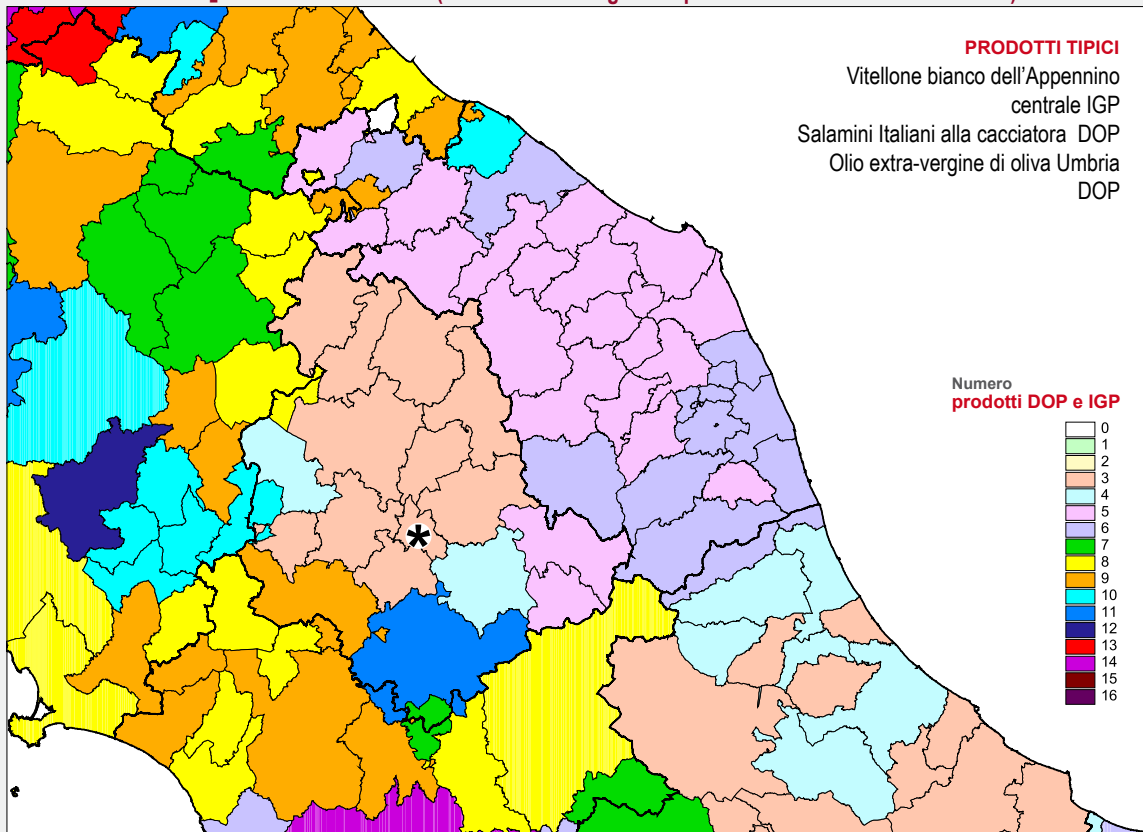 PRODOTTI TIPICI
Vitellone bianco dell'Appennino
centrale IGP
Salamini Italiani alla cacciatora DOP
Olio extra-vergine di oliva Umbria
DOP
Numero
prodotti DOP e IGP
0
1
2
3
4
5
6
7
8
9
10
11
12
13
14
15
16
*